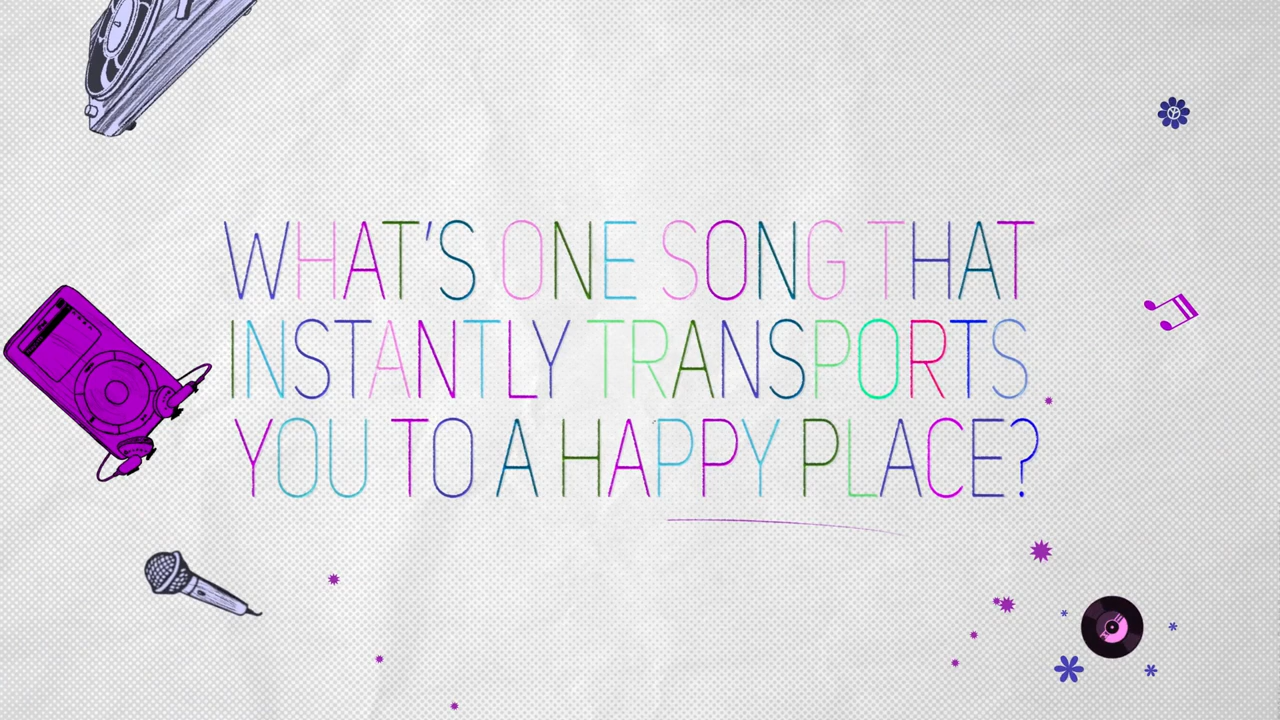 WHAT'S ONE SONG THAT
INSTANTLY TRANSPORTS
YOU TO A HAPPY PLACE?